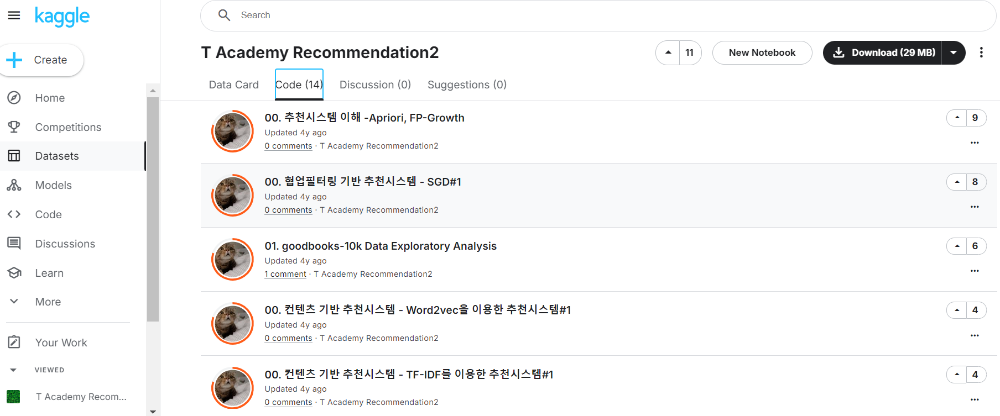 kaggle
Search
Create
Home
Competitions
Datasets
Models
Code
Discussions
Learn
More
Your Work
VIEWED
T Academy Recom...
T Academy Recommendation2
11
New Notebook
Download (29 MB)
Data Card
Code (14)
Discussion (0)
Suggestions (0)
00. 추천시스템 이해 -Apriori, FP-Growth
Updated 4y ago
0 comments · T Academy Recommendation2
9
00. 협업필터링 기반 추천시스템 - SGD#1
Updated 4y ago
0 comments · T Academy Recommendation2
8
01. goodbooks-10k Data Exploratory Analysis
Updated 4y ago
1 comment · T Academy Recommendation2
6
00. 컨텐츠 기반 추천시스템 - Word2vec을 이용한 추천시스템#1
Updated 4y ago
0 comments · T Academy Recommendation2
4
00. 컨텐츠 기반 추천시스템 - TF-IDF를 이용한 추천시스템#1
Updated 4y ago
0 comments · T Academy Recommendation2
4